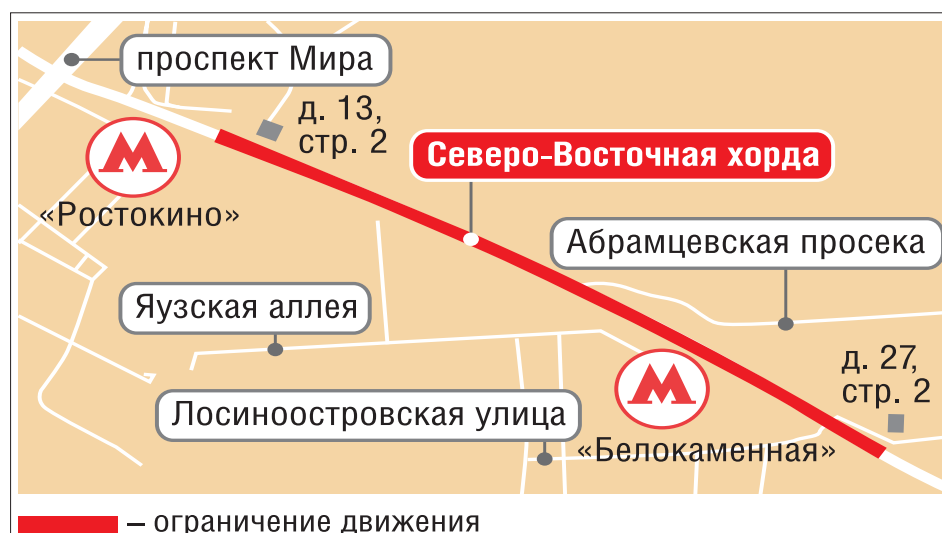 проспект Мира
д. 13,
стр. 2
Северо-Восточная хорда
«Ростокино»
Абрамцевская просека
Яузская аллея
д. 27,
стр. 2
Лосиноостровская улица
«Белокаменная»
– ограничение движения